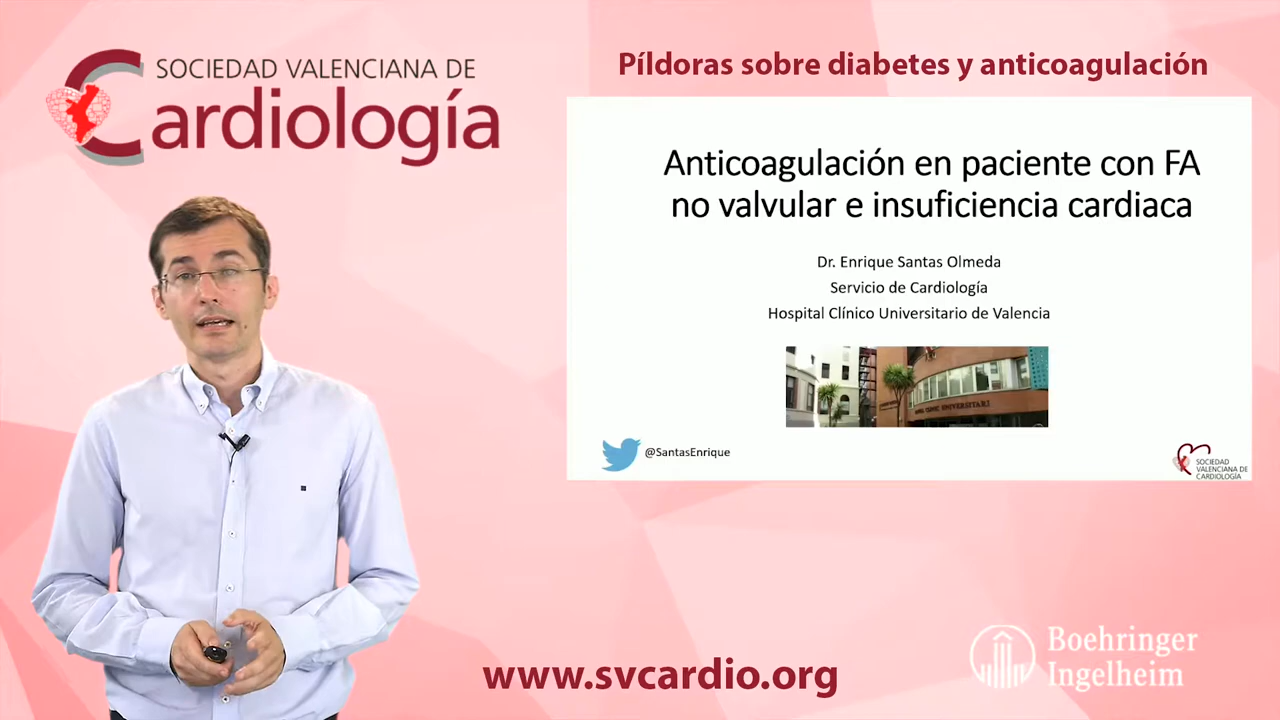 SOCIEDAD VALENCIANA DE
Cardiología
Píldoras sobre diabetes y anticoagulación
Anticoagulación en paciente con FA
no valvular e insuficiencia cardiaca
Dr. Enrique Santas Olmeda
Servicio de Cardiología
Hospital Clínico Universitario de Valencia
@SantasEnrique
SOCIEDAD
VALENCIANA DE
CARDIOLOGÍA
www.svcardio.org
Boehringer
Ingelheim